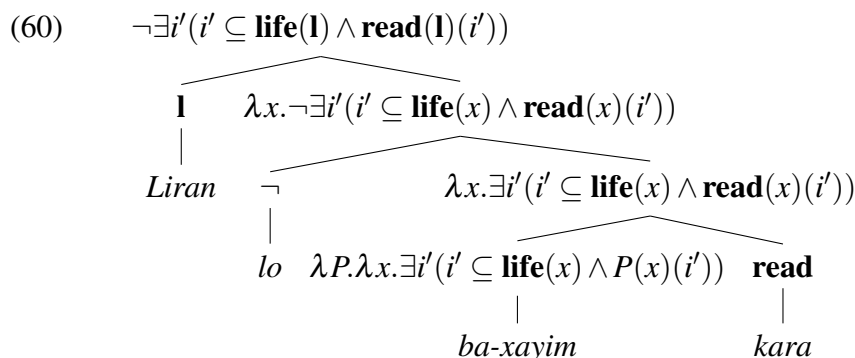 (60) ¬∃i′(i′ ⊆ life(l) ∧ read(l)(i′))
l λx.¬∃i′(i′ ⊆ life(x) ∧ read(x)(i′))
Liran ¬ λx.∃i′(i′ ⊆ life(x) ∧ read(x)(i′))
lo λP.λx.∃i′(i′ ⊆ life(x) ∧ P(x)(i′)) read
ba-xayim kara